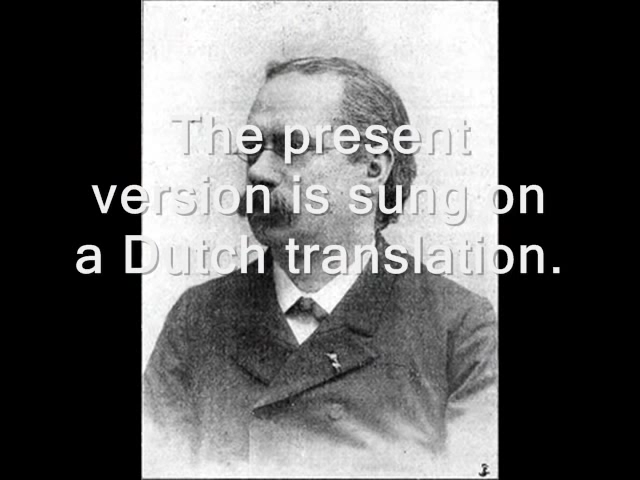 The present
version is sung on
a Dutch translation.